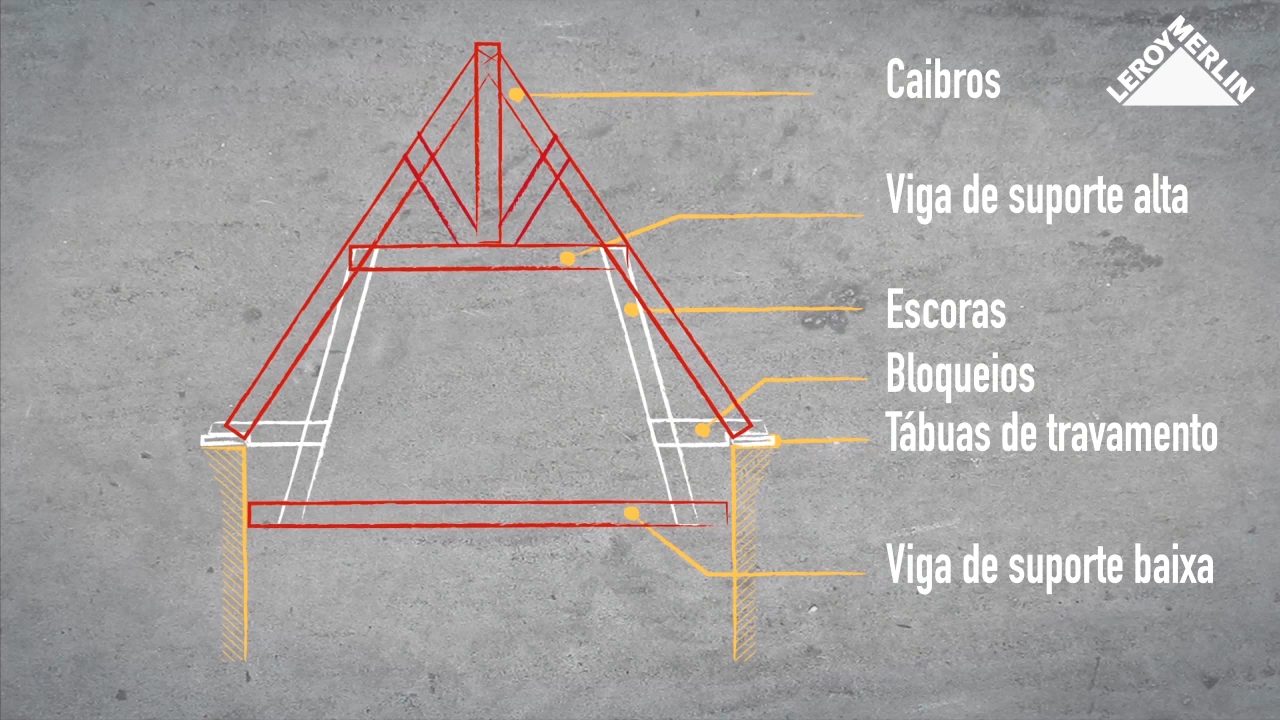 LEROY MERLIN
Caibros
Viga de suporte alta
Escoras
Bloqueios
Tábuas de travamento
Viga de suporte baixa